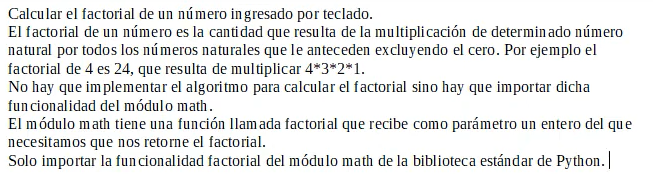 Calcular el factorial de un número ingresado por teclado.
El factorial de un número es la cantidad que resulta de la multiplicación de determinado número
natural por todos los números naturales que le anteceden excluyendo el cero. Por ejemplo el
factorial de 4 es 24, que resulta de multiplicar 4*3*2*1.
No hay que implementar el algoritmo para calcular el factorial sino hay que importar dicha
funcionalidad del módulo math.
El módulo math tiene una función llamada factorial que recibe como parámetro un entero del que
necesitamos que nos retorne el factorial.
Solo importar la funcionalidad factorial del módulo math de la biblioteca estándar de Python.